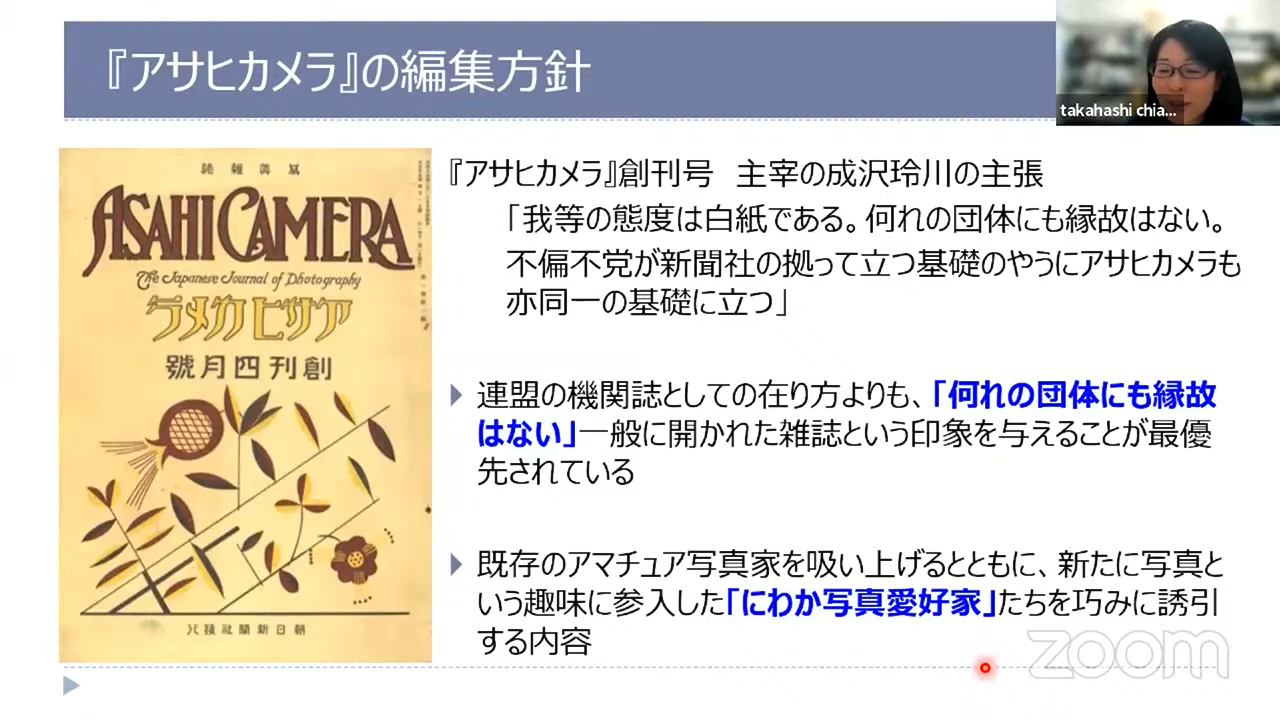 『アサヒカメラ』の編集方針
takahashi chia...
寫眞雜誌
ASAHI CAMERA
The Japanese Journal of Photography
アサヒカメラ
創刊四月號
朝日新聞社發行
『アサヒカメラ』創刊号　主宰の成沢玲川の主張
「我等の態度は白紙である。何れの団体にも縁故はない。
不偏不党が新聞社の拠って立つ基礎のやうにアサヒカメラも
亦同一の基礎に立つ」
連盟の機関誌としての在り方よりも、「何れの団体にも縁故
はない」一般に開かれた雑誌という印象を与えることが最優
先されている
既存のアマチュア写真家を吸い上げるとともに、新たに写真と
いう趣味に参入した「にわか写真愛好家」たちを巧みに誘引
する内容
zoom